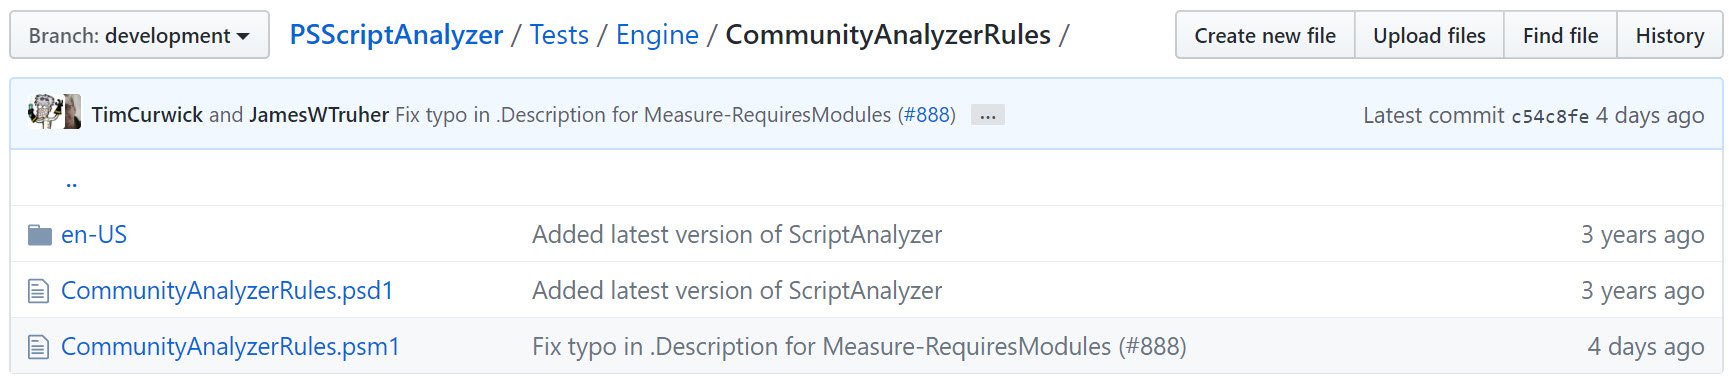 Branch: development PSScriptAnalyzer / Tests / Engine / CommunityAnalyzerRules / Create new file Upload files Find file History
TimCurwick and JamesWTruher Fix typo in .Description for Measure-RequiresModules (#888) ... Latest commit c54c8fe 4 days ago
..
en-US Added latest version of ScriptAnalyzer 3 years ago
CommunityAnalyzerRules.psd1 Added latest version of ScriptAnalyzer 3 years ago
CommunityAnalyzerRules.psm1 Fix typo in .Description for Measure-RequiresModules (#888) 4 days ago